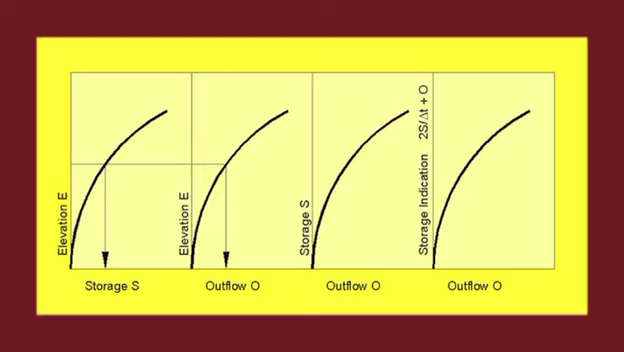 Elevation E
Storage S
Elevation E
Outflow O
Storage S
Outflow O
Storage Indication 2S/Δt + O
Outflow O